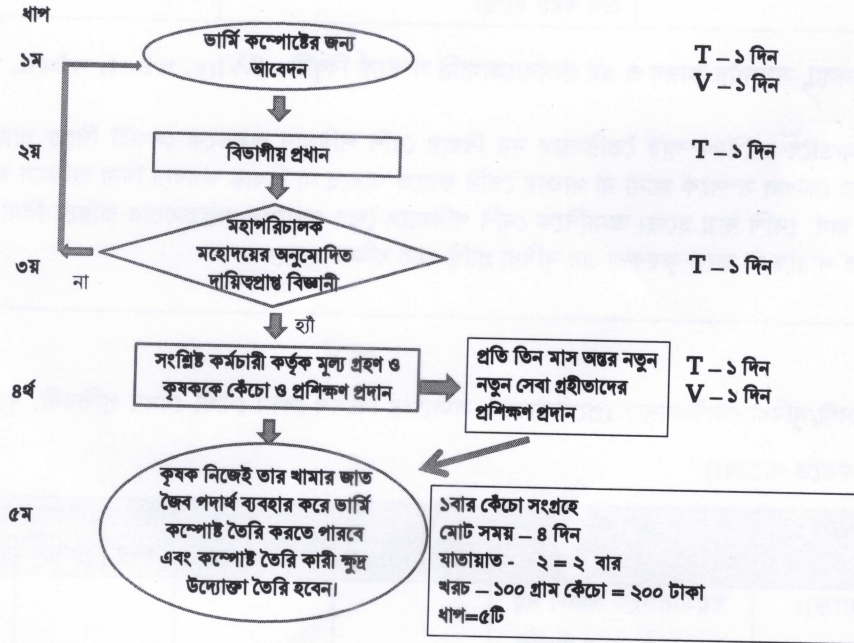 ধাপ
১ম
ভার্মি কম্পোষ্টের জন্য
আবেদন
T – ১ দিন
V – ১ দিন
২য়
বিভাগীয় প্রধান
T – ১ দিন
মহাপরিচালক
মহোদয়ের অনুমোদিত
দায়িত্বপ্রাপ্ত বিজ্ঞানী
৩য়
না
T – ১ দিন
হ্যাঁ
৪র্থ
সংশ্লিষ্ট কর্মচারী কর্তৃক মূল্য গ্রহণ ও
কৃষককে কেঁচো ও প্রশিক্ষণ প্রদান
প্রতি তিন মাস অন্তর নতুন
নতুন সেবা গ্রহীতাদের
প্রশিক্ষণ প্রদান
T – ১ দিন
V – ১ দিন
৫ম
কৃষক নিজেই তার খামার জাত
জৈব পদার্থ ব্যবহার করে ভার্মি
কম্পোষ্ট তৈরি করতে পারবে
এবং কম্পোষ্ট তৈরি কারী ক্ষুদ্র
উদ্যোক্তা তৈরি হবেন।
১বার কেঁচো সংগ্রহে
মোট সময় – ৪ দিন
যাতায়াত - ২ = ২ বার
খরচ – ১০০ গ্রাম কেঁচো = ২০০ টাকা
ধাপ=৫টি